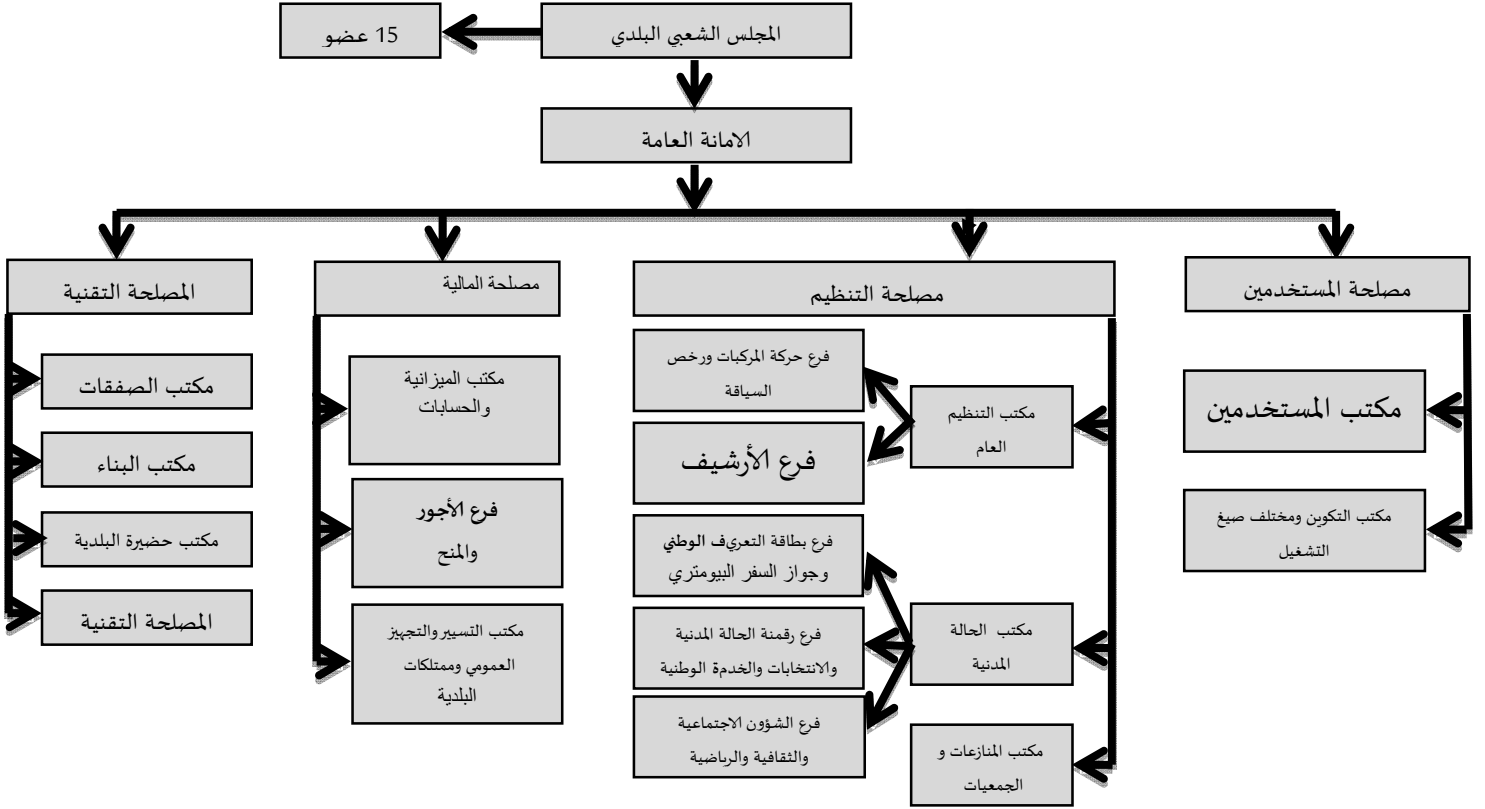 المجلس الشعبي البلدي
15 عضو
الامانة العامة
مصلحة المستخدمين
مكتب المستخدمين
مكتب التكوين ومختلف صيغ
التشغيل
مصلحة التنظيم
مكتب التنظيم
العام
فرع حركة المركبات ورخص
السياقة
فرع الأرشيف
مكتب الحالة
المدنية
فرع بطاقة التعريف الوطني
وجواز السفر البيومتري
فرع رقمنة الحالة المدنية
والانتخابات والخدمة الوطنية
فرع الشؤون الاجتماعية
والثقافية والرياضية
مكتب المنازعات و
الجمعيات
مصلحة المالية
مكتب الميزانية
والحسابات
فرع الأجور
والمنح
مكتب التسيير والتجهيز
العمومي وممتلكات
البلدية
المصلحة التقنية
مكتب الصفقات
مكتب البناء
مكتب حضيرة البلدية
المصلحة التقنية